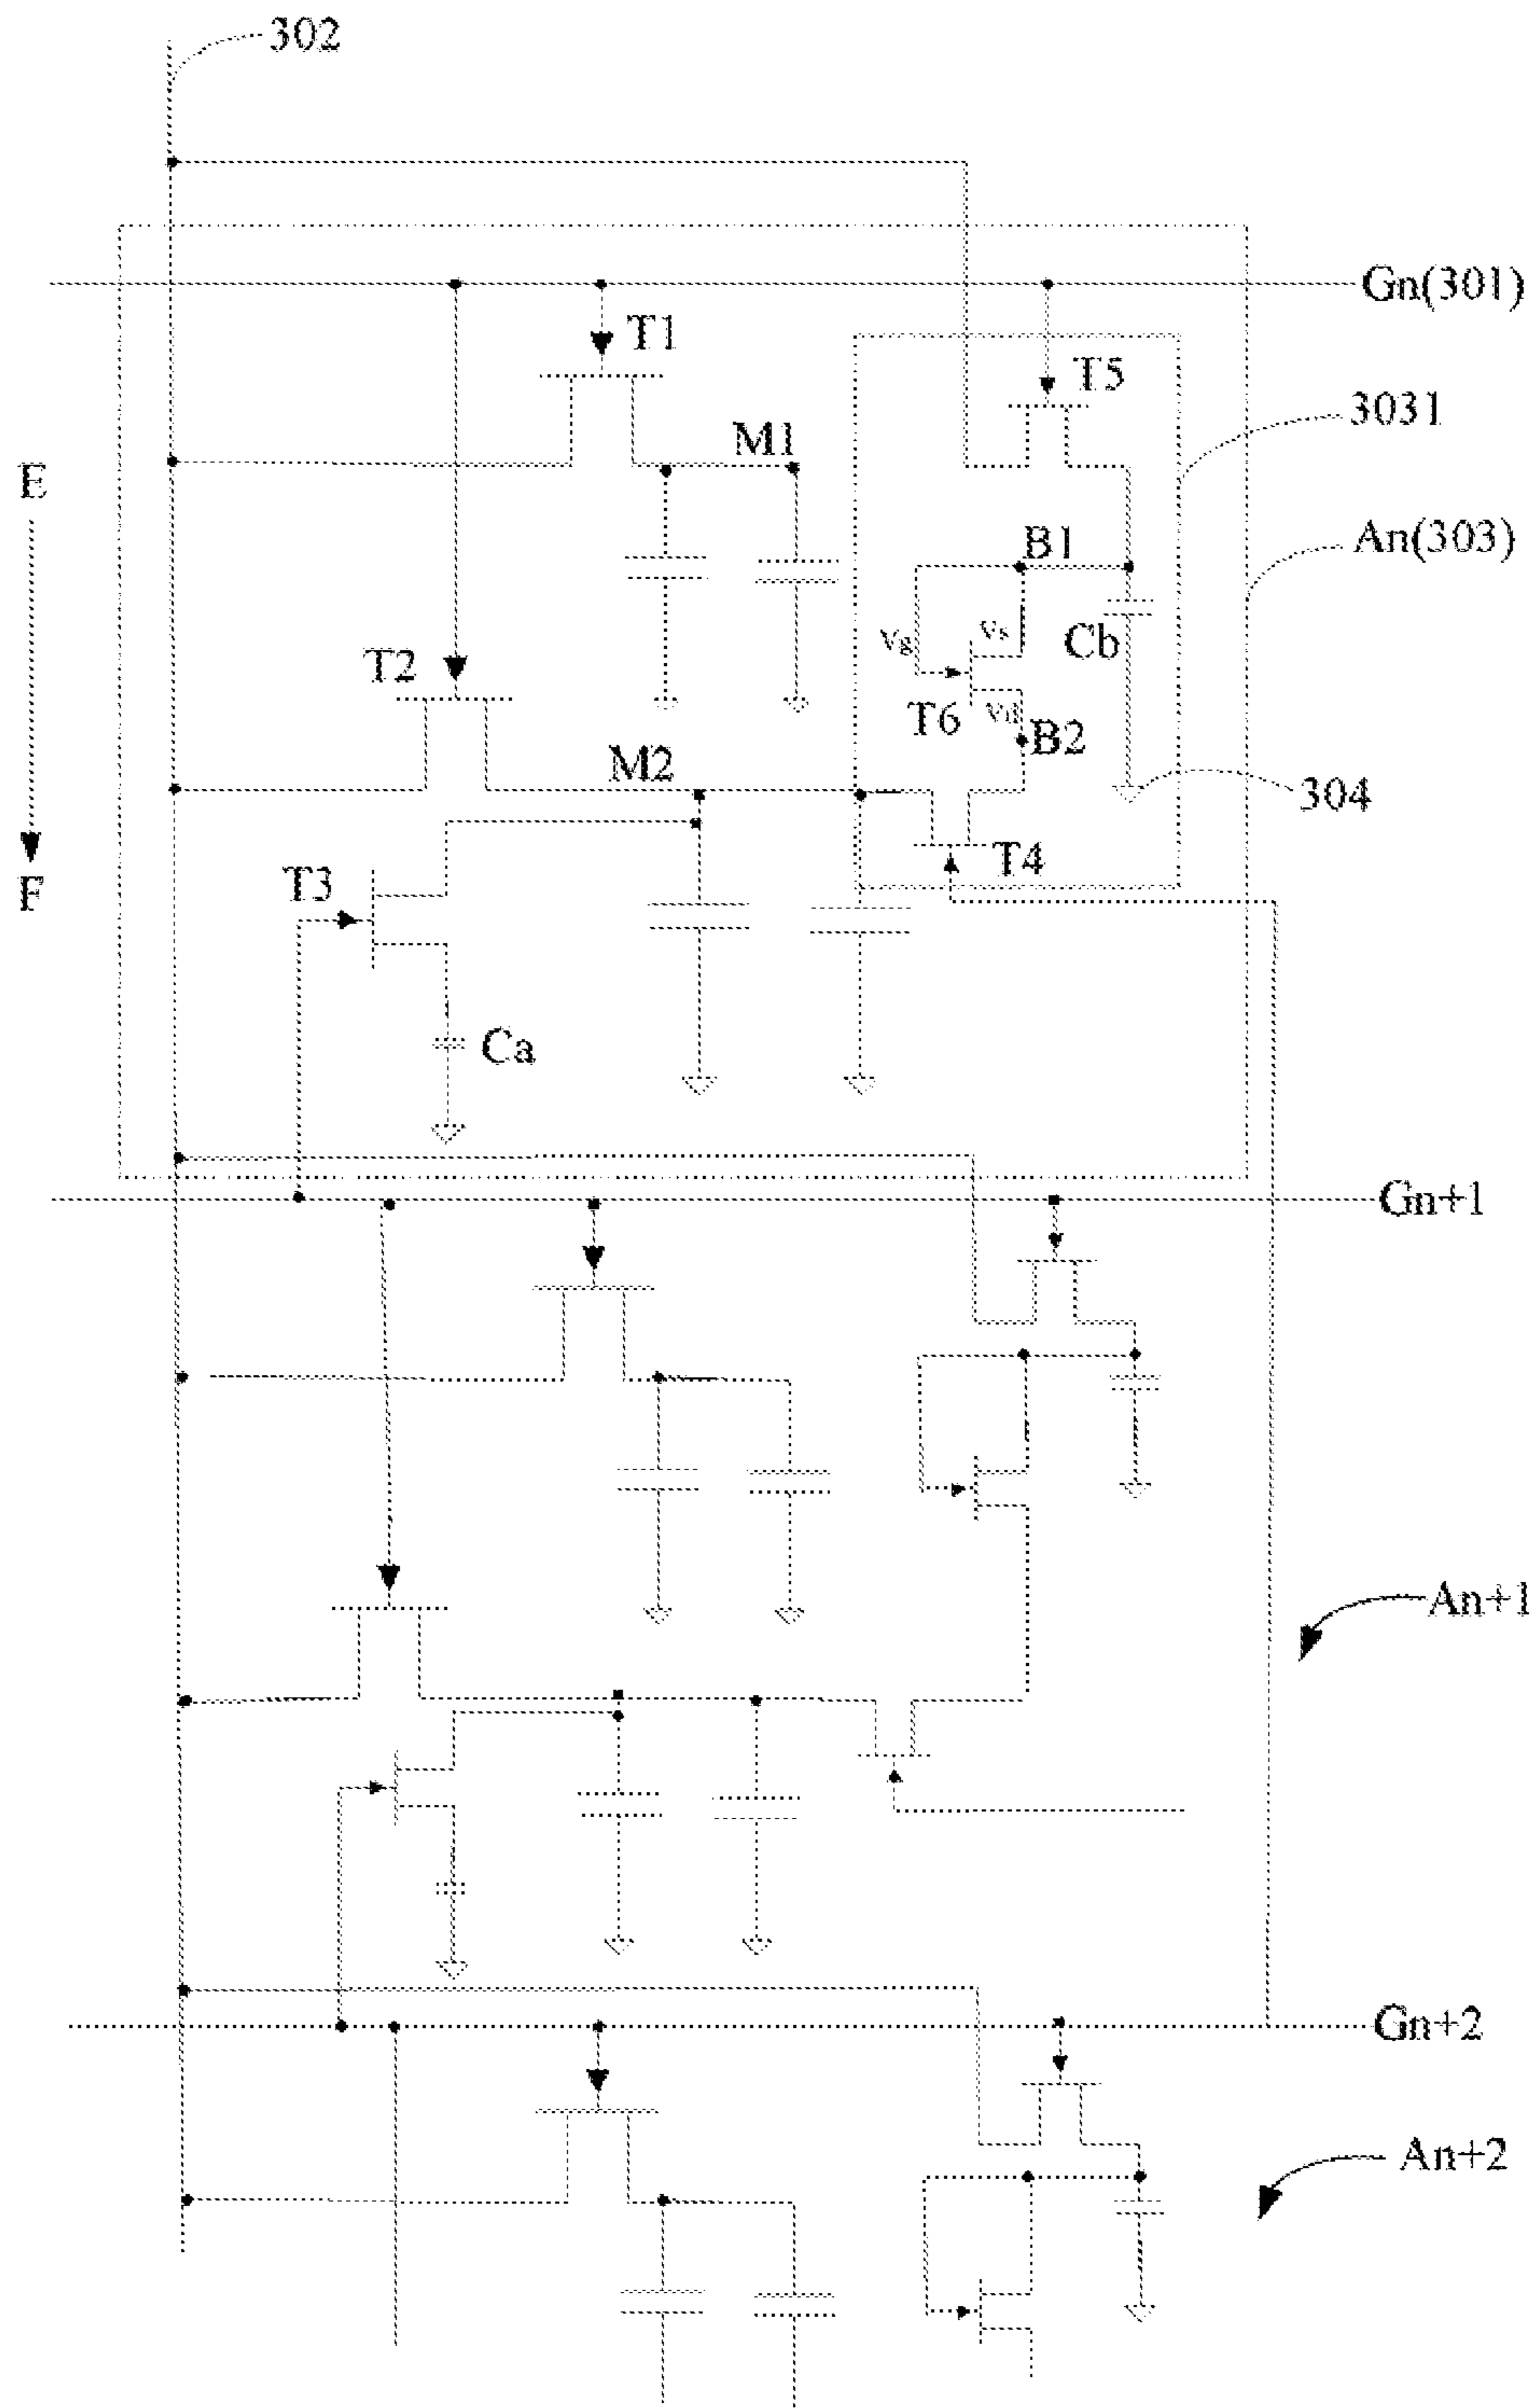 302
Gn(301)
T1
T5
3031
M1
E
An(303)
B1
vg
vs
Cb
T2
T6
vd
B2
M2
304
T3
T4
F
Ca
Gn+1
An+1
Gn+2
An+2